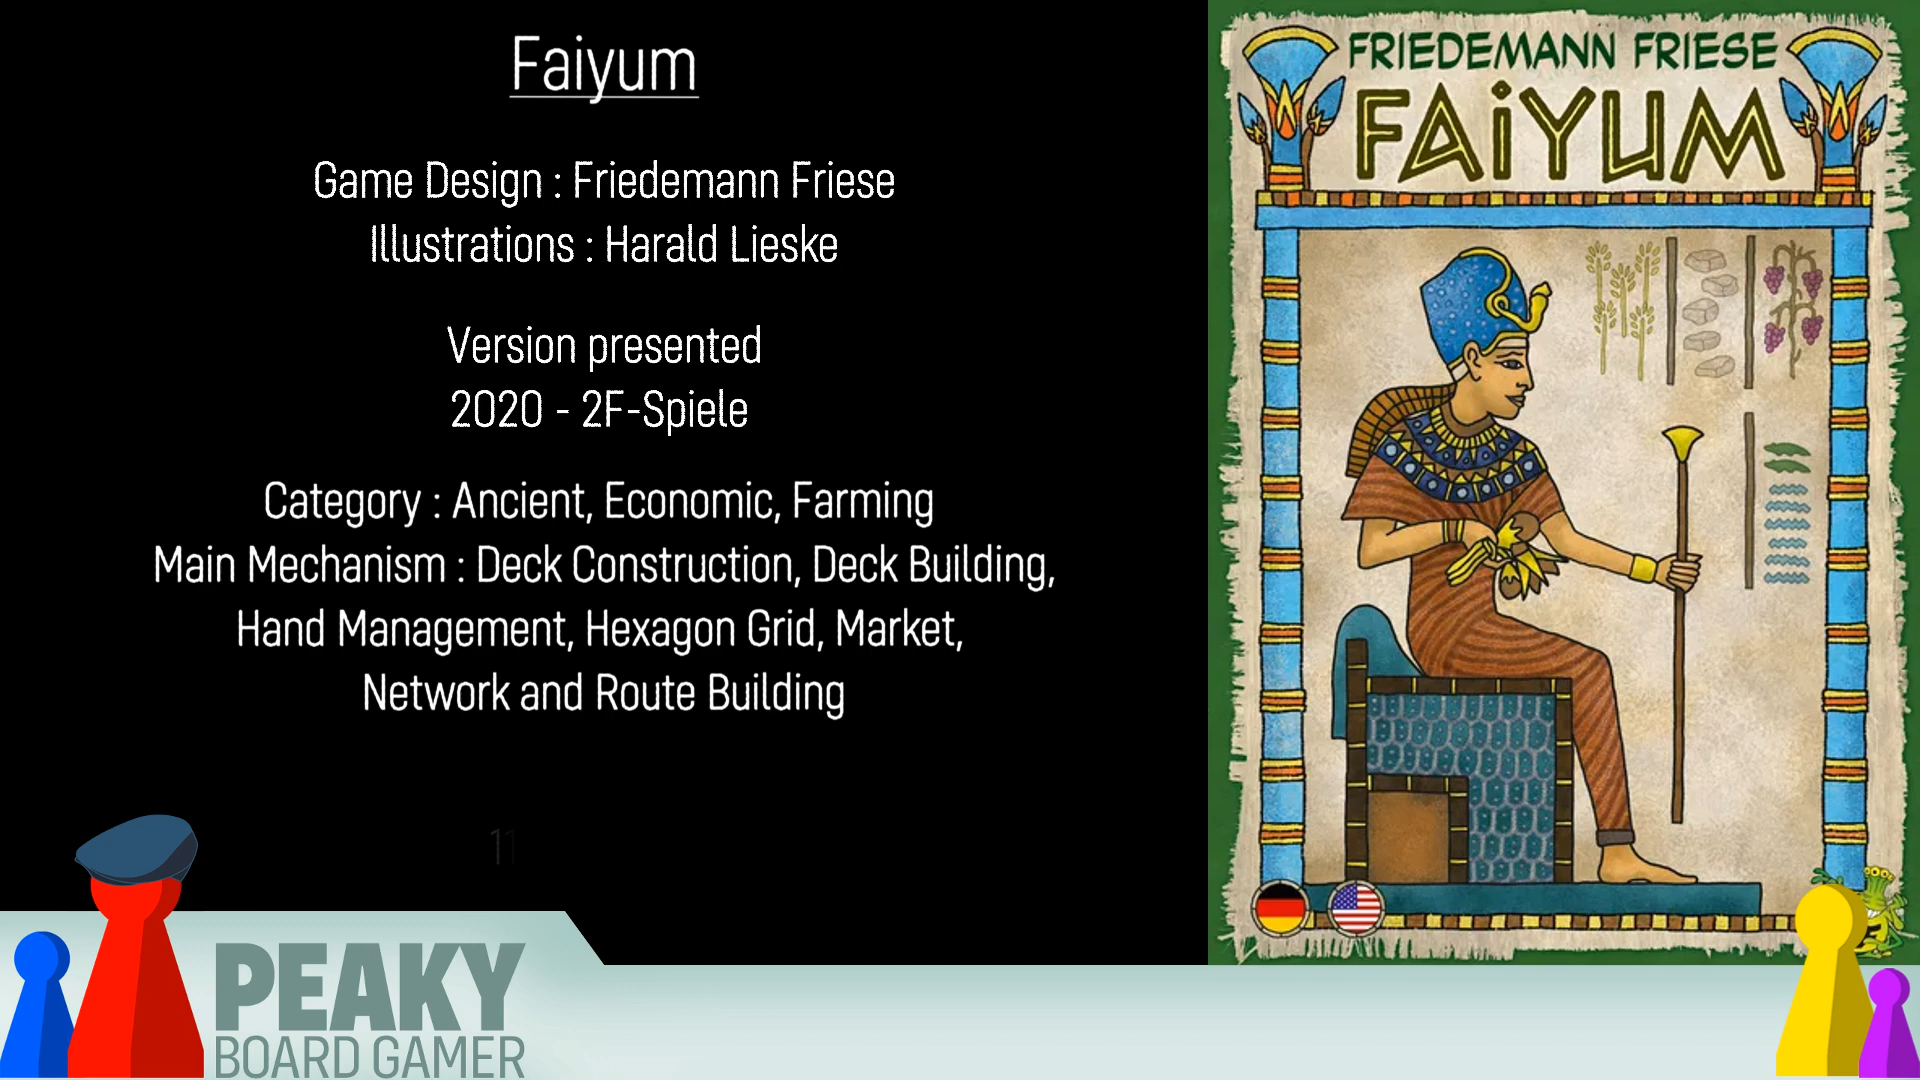 Faiyum
Game Design : Friedemann Friese
Illustrations : Harald Lieske
Version presented
2020 - 2F-Spiele
Category : Ancient, Economic, Farming
Main Mechanism : Deck Construction, Deck Building,
Hand Management, Hexagon Grid, Market,
Network and Route Building
11
PEAKY
BOARD GAMER
FRIEDEMANN FRIESE
FAiYUM